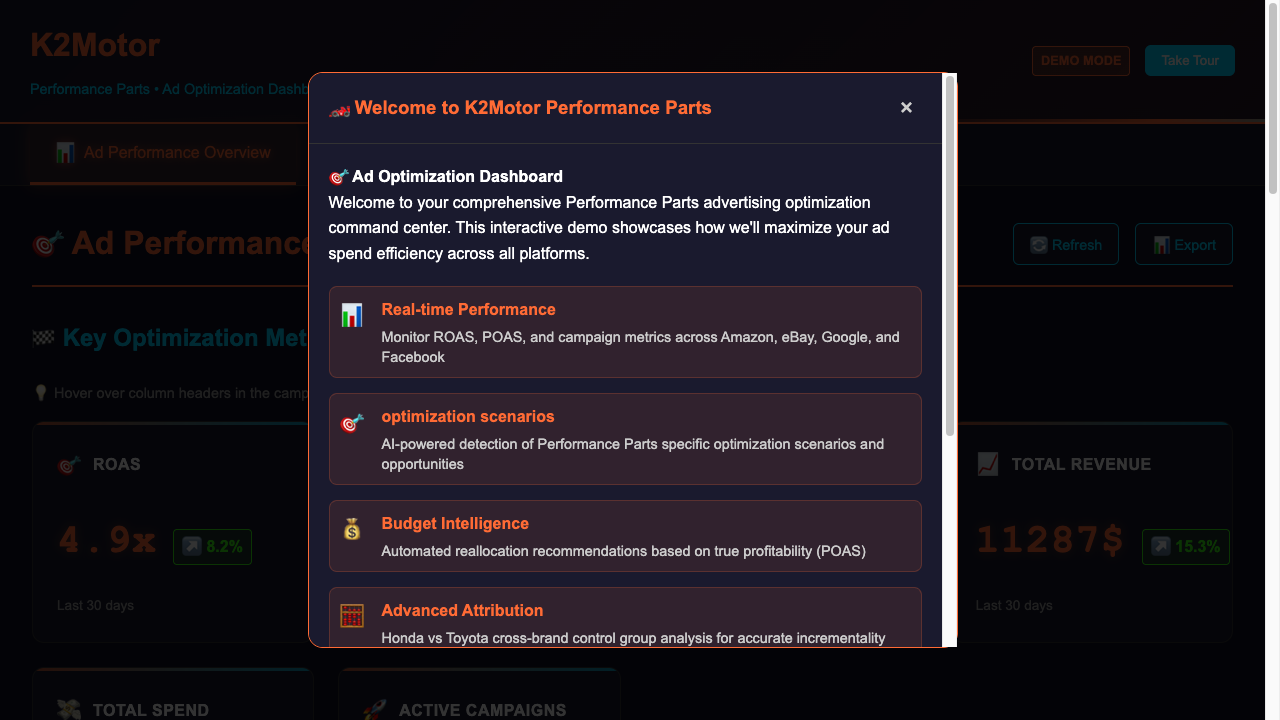 K2Motor
Performance Parts • Ad Optimization Dashb
DEMO MODE
Take Tour
Ad Performance Overview
Welcome to K2Motor Performance Parts
×
Ad Optimization Dashboard
Welcome to your comprehensive Performance Parts advertising optimization
command center. This interactive demo showcases how we'll maximize your ad
spend efficiency across all platforms.
Real-time Performance
Monitor ROAS, POAS, and campaign metrics across Amazon, eBay, Google, and
Facebook
optimization scenarios
AI-powered detection of Performance Parts specific optimization scenarios and
opportunities
Budget Intelligence
Automated reallocation recommendations based on true profitability (POAS)
Advanced Attribution
Honda vs Toyota cross-brand control group analysis for accurate incrementality
Ad Performance
Refresh
Export
Key Optimization Met
Hover over column headers in the camp
ROAS
4.9x
8.2%
Last 30 days
TOTAL REVENUE
11287$
15.3%
Last 30 days
TOTAL SPEND
ACTIVE CAMPAIGNS